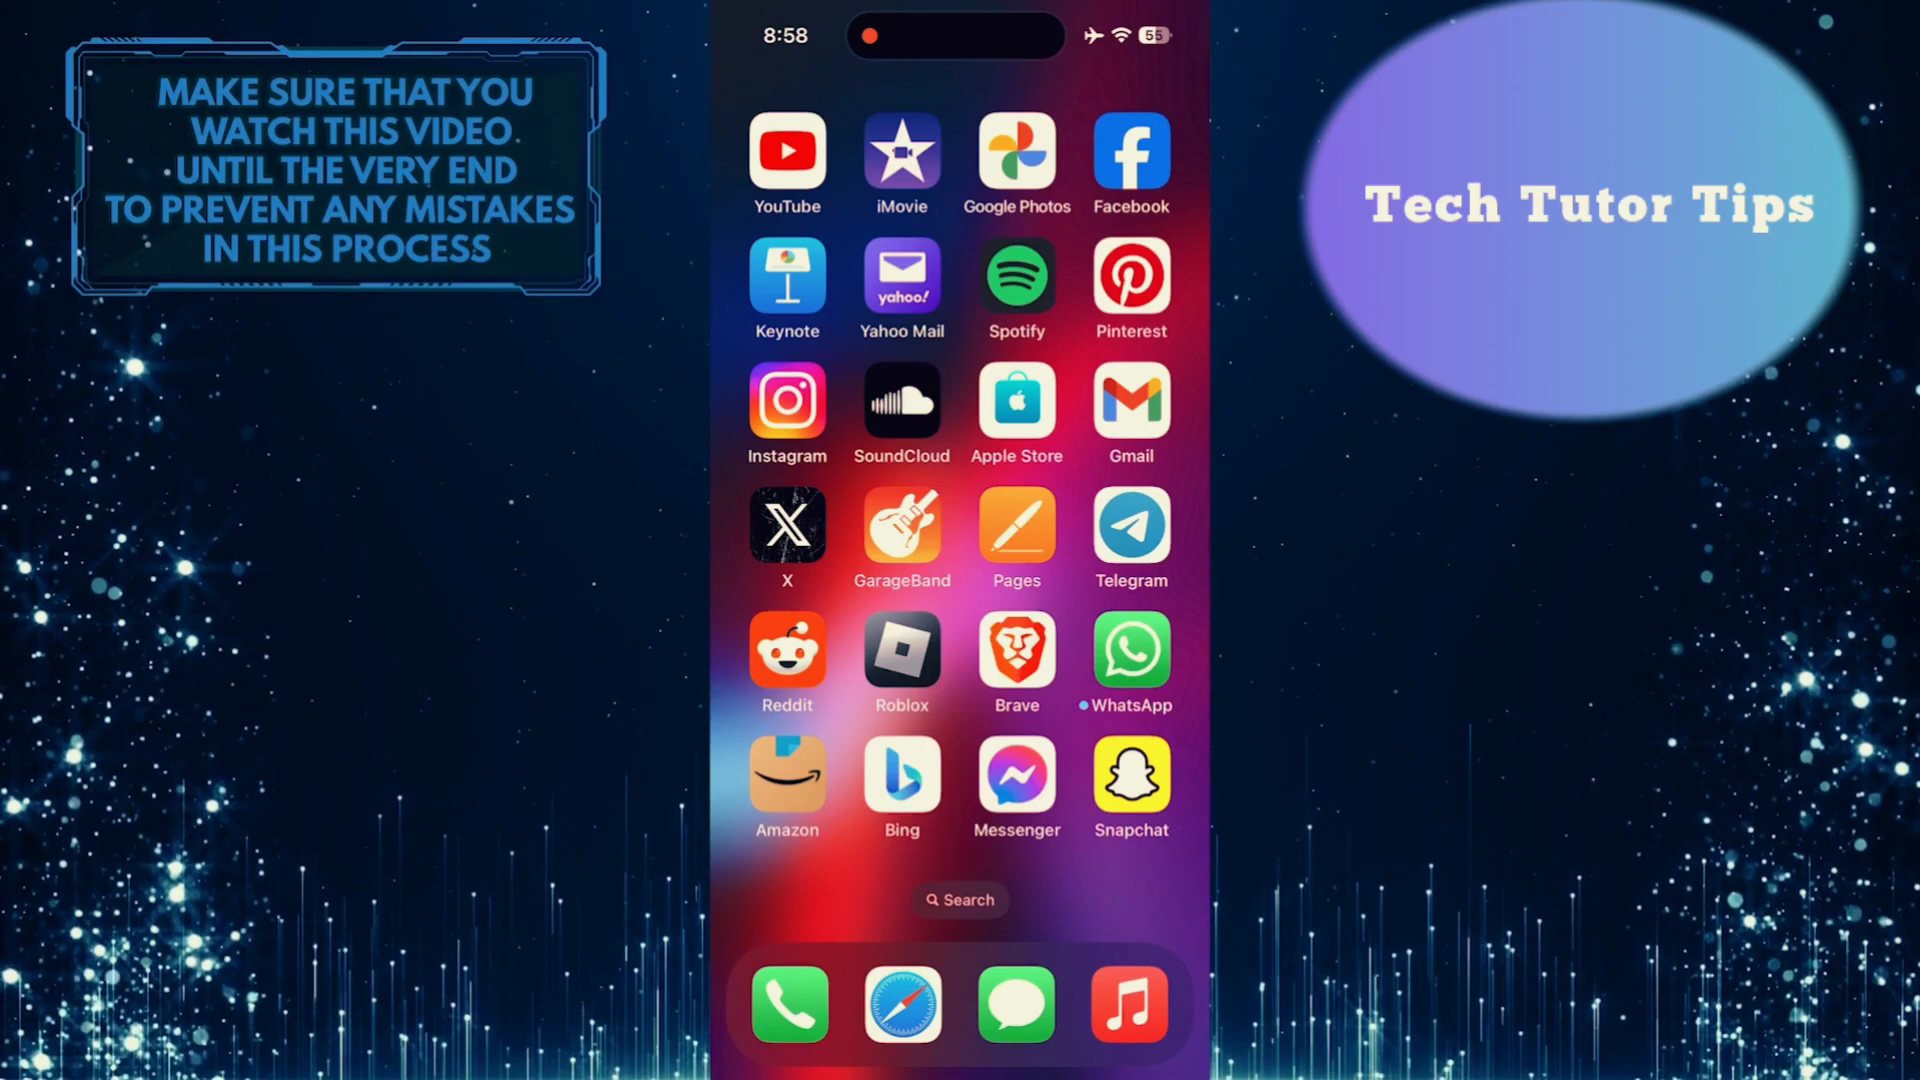 MAKE SURE THAT YOU
WATCH THIS VIDEO
UNTIL THE VERY END
TO PREVENT ANY MISTAKES
IN THIS PROCESS
8:58
55
YouTube
iMovie
Google Photos
Facebook
yahoo!
Keynote
Yahoo Mail
Spotify
Pinterest
Instagram
SoundCloud
Apple Store
Gmail
X
GarageBand
Pages
Telegram
Reddit
Roblox
Brave
WhatsApp
Amazon
Bing
Messenger
Snapchat
Search
Tech Tutor Tips